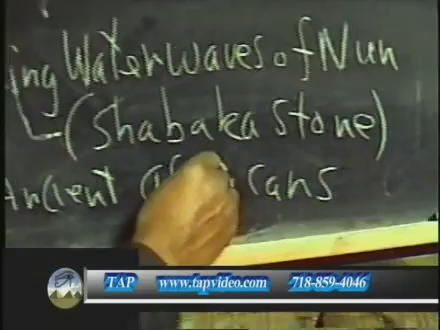 ing Waterwaves of Nun
(Shabaka Stone)
Ancient
TAP www.tapvideo.com 718-859-4046